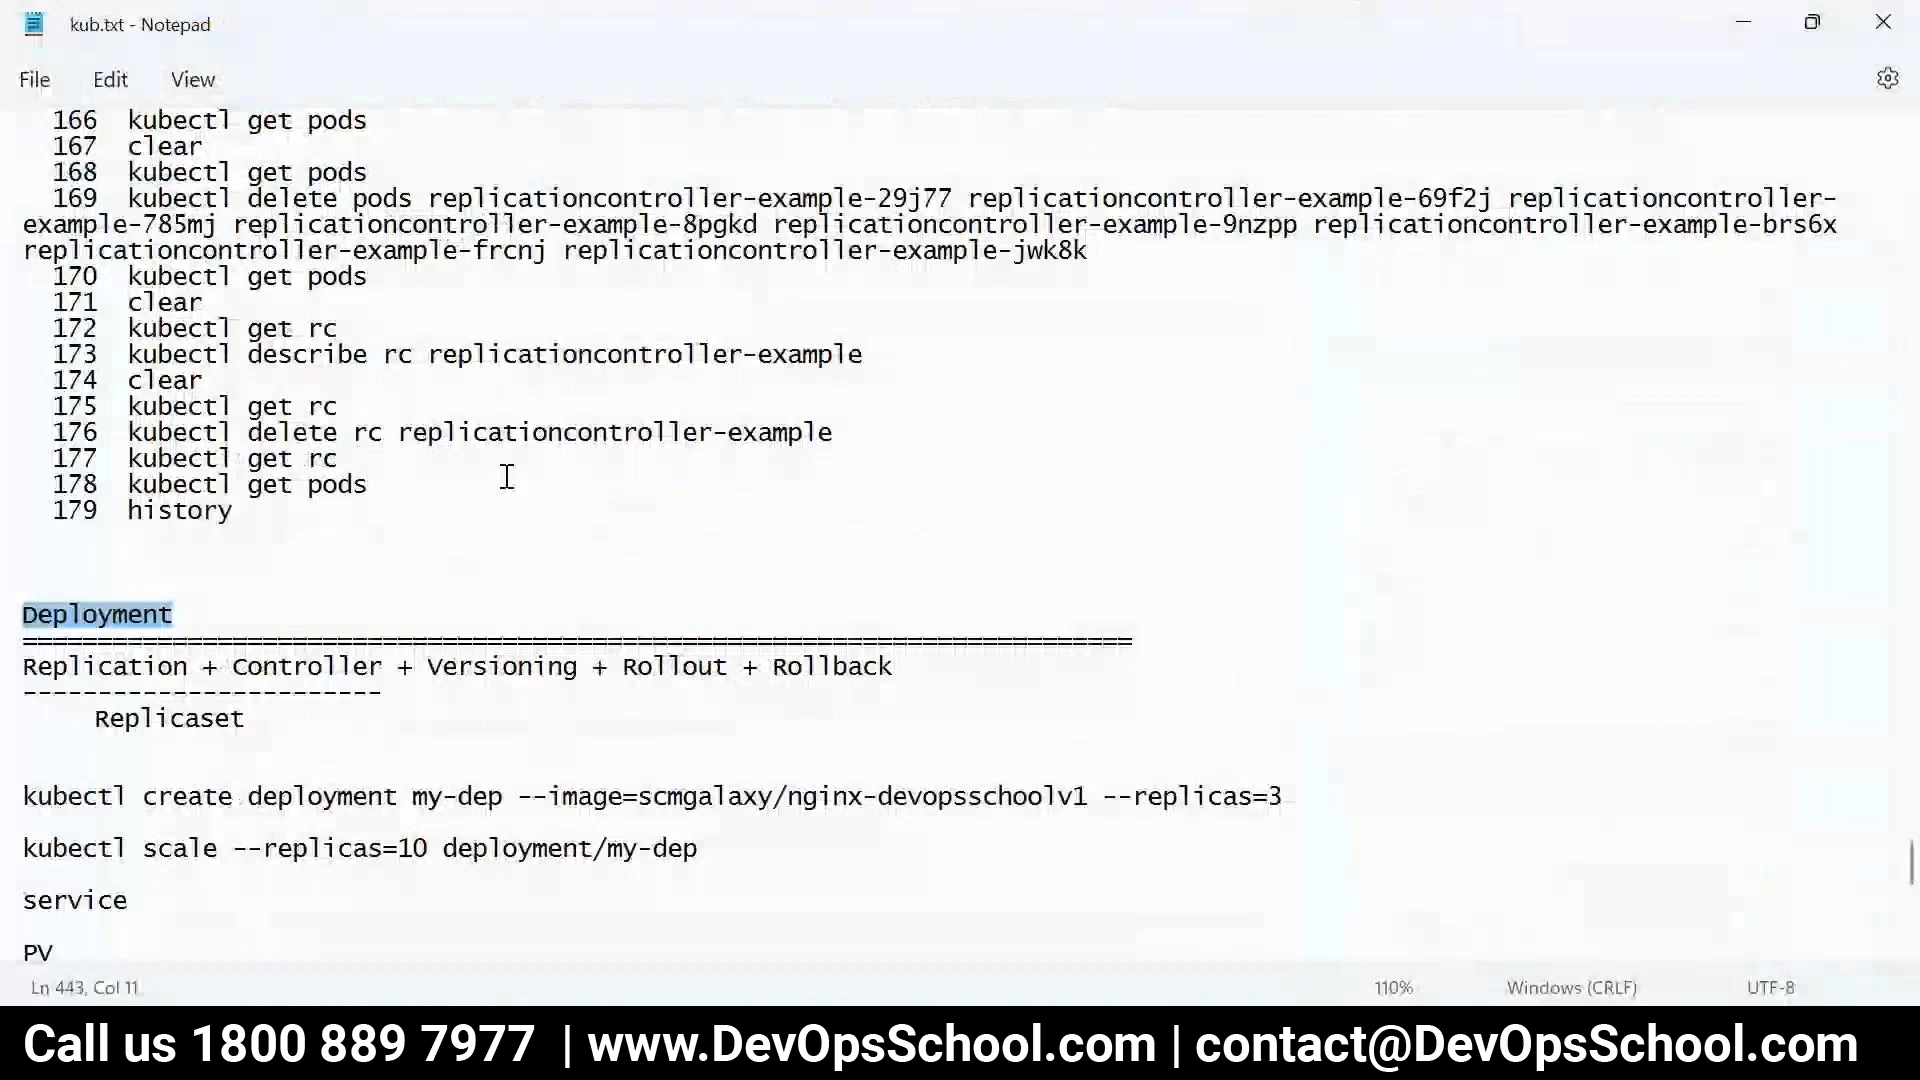 kub.txt - Notepad
File Edit View
166 kubectl get pods
167 clear
168 kubectl get pods
169 kubectl delete pods replicationcontroller-example-29j77 replicationcontroller-example-69f2j replicationcontroller-
example-785mj replicationcontroller-example-8pgkd replicationcontroller-example-9nzpp replicationcontroller-example-brs6x
replicationcontroller-example-frcnj replicationcontroller-example-jwk8k
170 kubectl get pods
171 clear
172 kubectl get rc
173 kubectl describe rc replicationcontroller-example
174 clear
175 kubectl get rc
176 kubectl delete rc replicationcontroller-example
177 kubectl get rc
178 kubectl get pods
179 history
Deployment
==========================================================================
Replication + Controller + Versioning + Rollout + Rollback
------------------------
Replicaset
kubectl create deployment my-dep --image=scmgalaxy/nginx-devopsschoolv1 --replicas=3
kubectl scale --replicas=10 deployment/my-dep
service
PV
Ln 443, Col 11 110% Windows (CRLF) UTF-8
Call us 1800 889 7977 | www.DevOpsSchool.com | contact@DevOpsSchool.com